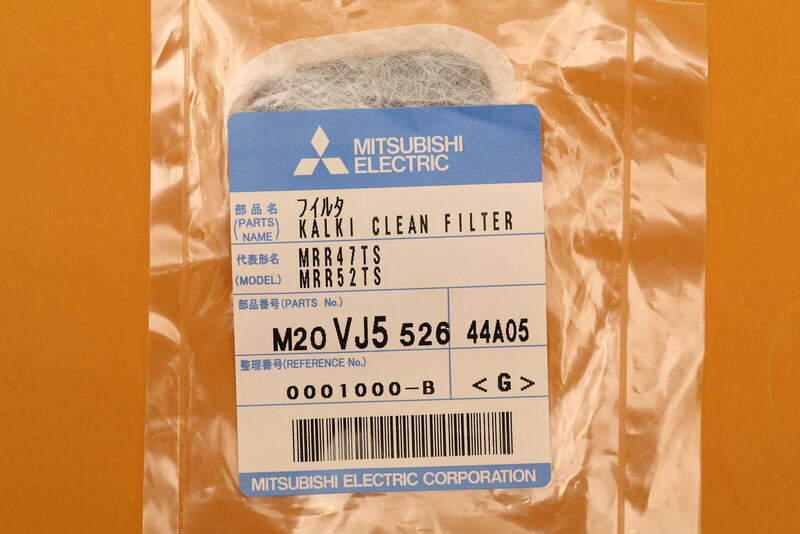 MITSUBISHI
ELECTRIC
部品名
(PARTS
NAME)
フィルタ
KALKI CLEAN FILTER
代表形名
(MODEL)
MRR47TS
MRR52TS
部品番号(PARTS No.)
M20 VJ5 526 44A05
整理番号(REFERENCE No.)
0001000-B <G>
MITSUBISHI ELECTRIC CORPORATION